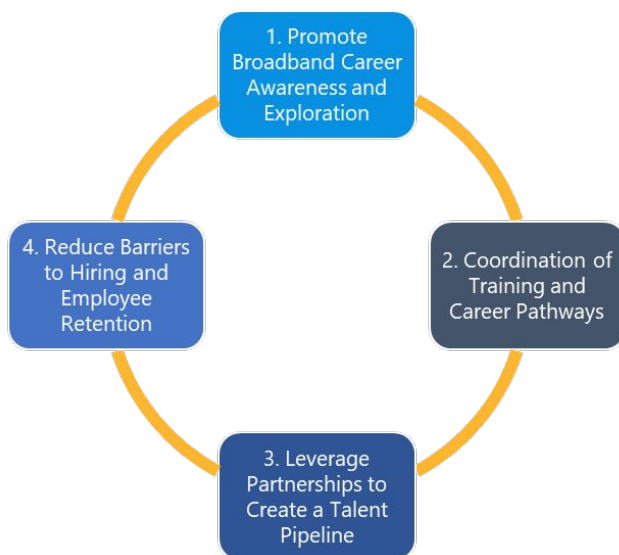 1. Promote
Broadband Career
Awareness and
Exploration
2. Coordination of
Training and
Career Pathways
3. Leverage
Partnerships to
Create a Talent
Pipeline
4. Reduce Barriers
to Hiring and
Employee
Retention